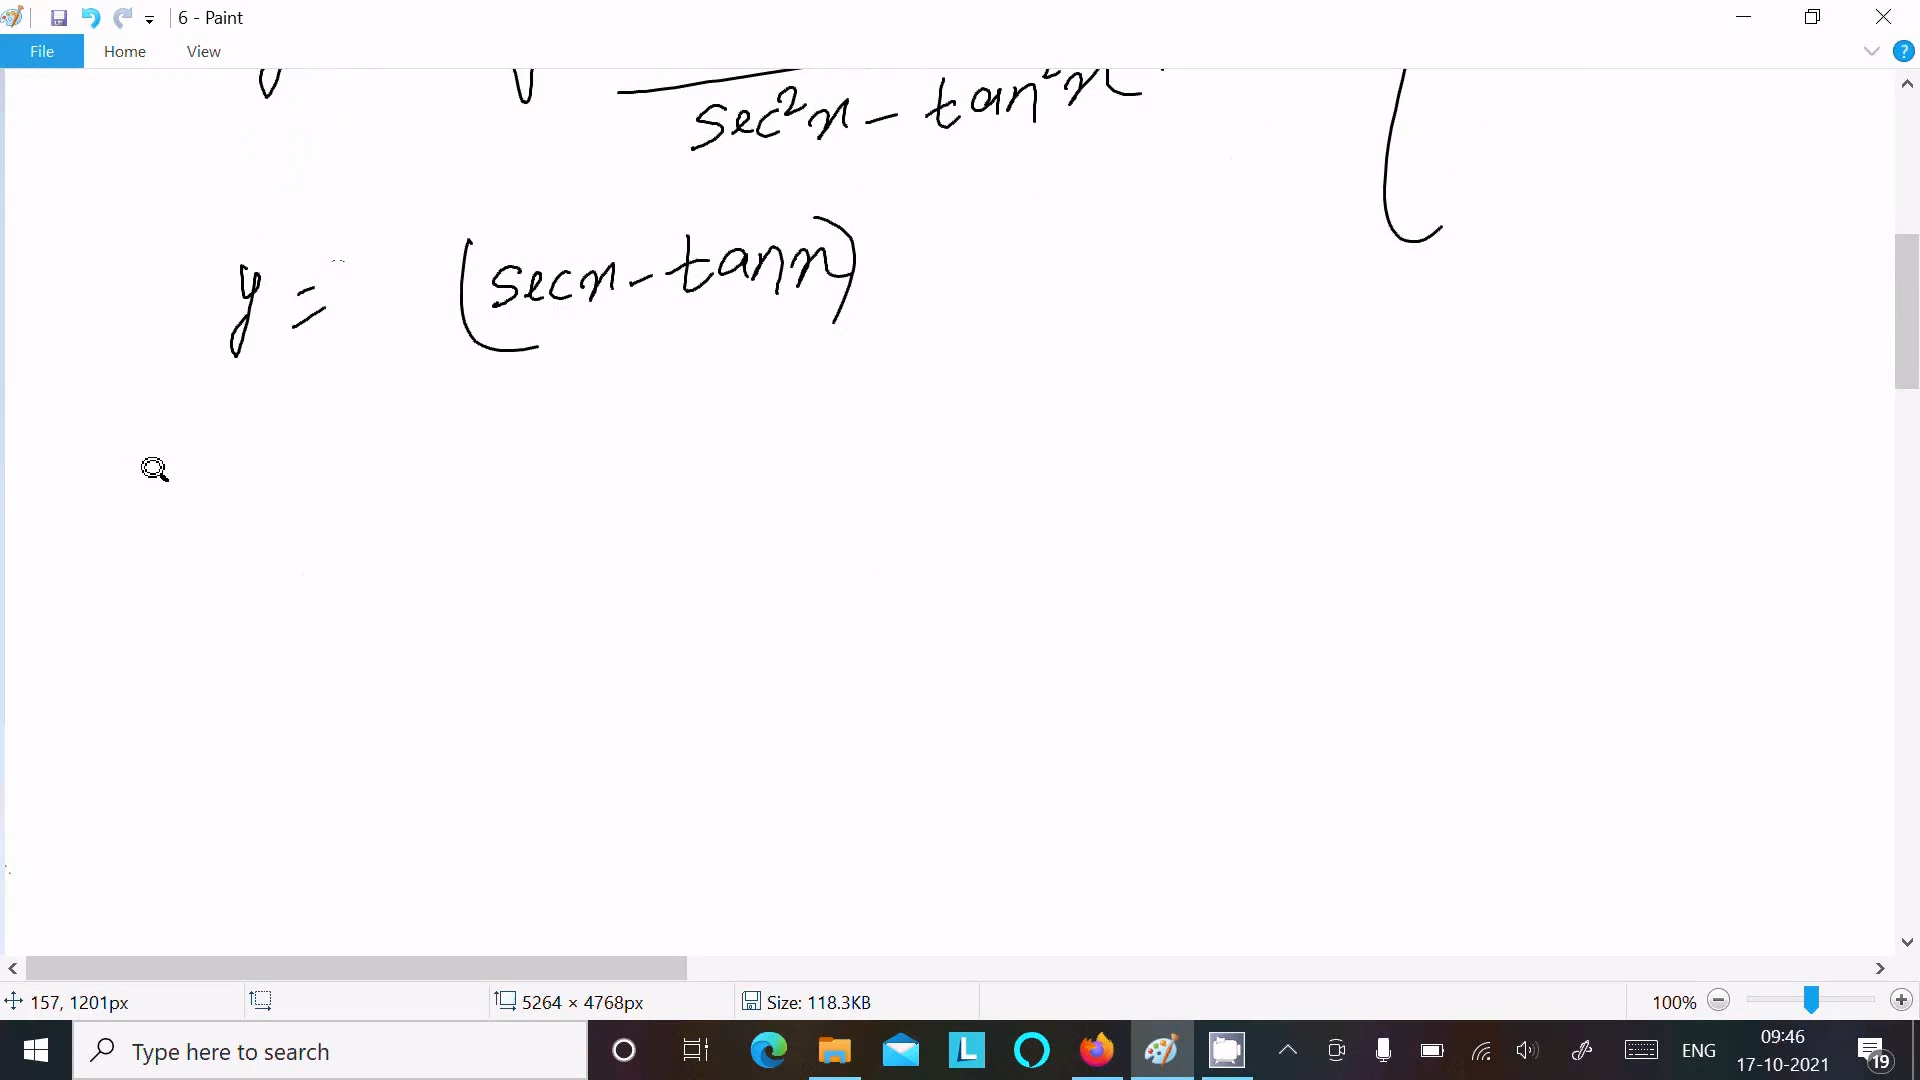 6 - Paint
File Home View
sec²x - tan²x
y = (secx - tanx)
157, 1201px 5264 × 4768px Size: 118.3KB 100%
Type here to search ENG 09:46
17-10-2021 19